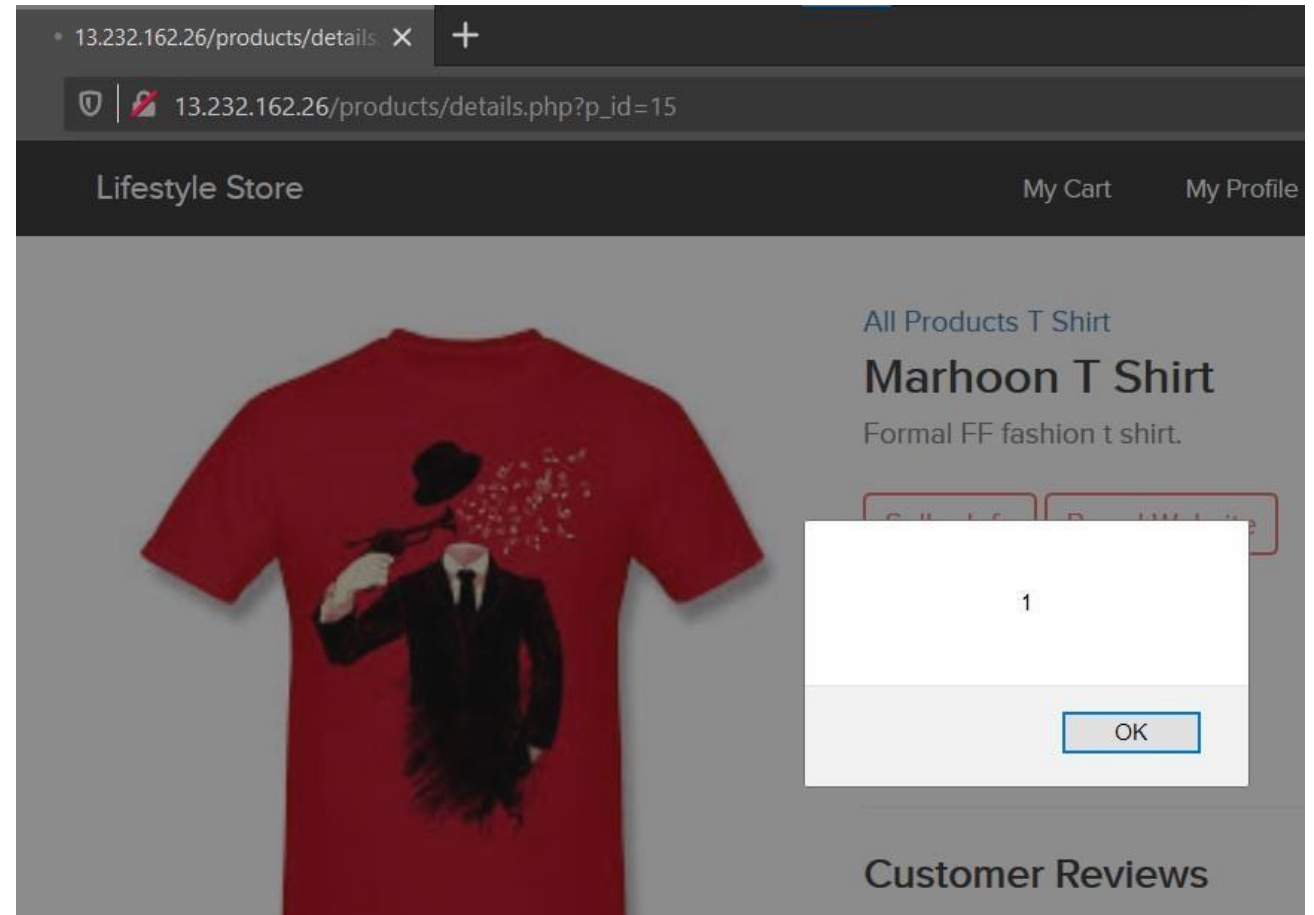 13.232.162.26/products/details
13.232.162.26/products/details.php?p_id=15
Lifestyle Store My Cart My Profile
All Products T Shirt
Marhoon T Shirt
Formal FF fashion t shirt.
1
OK
Customer Reviews